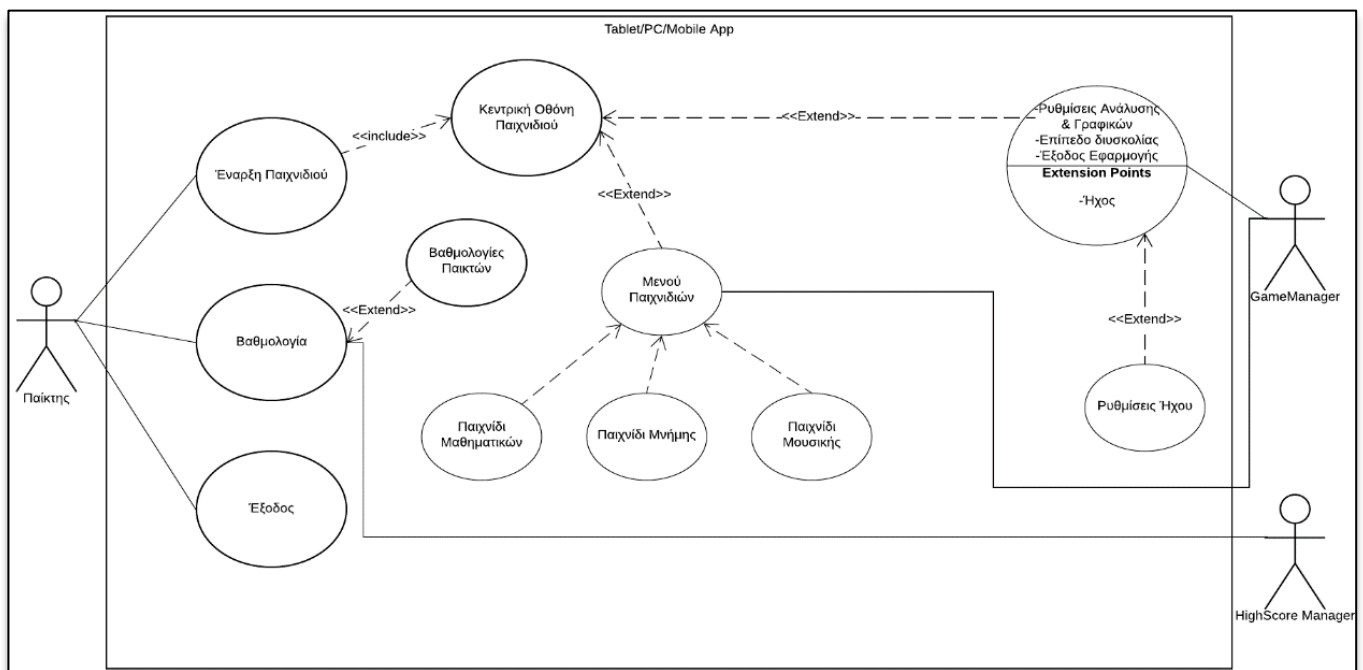 Tablet/PC/Mobile App
Κεντρική Οθόνη
Παιχνιδιού
<<include>>
<<Extend>>
-Ρυθμίσεις Ανάλυσης
& Γραφικών
-Επίπεδο διυσκολίας
-Έξοδος Εφαρμογής
Extension Points
-Ήχος
Έναρξη Παιχνιδιού
<<Extend>>
Βαθμολογίες
Παικτών
Μενού
Παιχνιδιών
GameManager
<<Extend>>
<<Extend>>
Βαθμολογία
Παίκτης
Παιχνίδι
Μαθηματικών
Παιχνίδι Μνήμης
Παιχνίδι
Μουσικής
Ρυθμίσεις Ήχου
Έξοδος
HighScore Manager